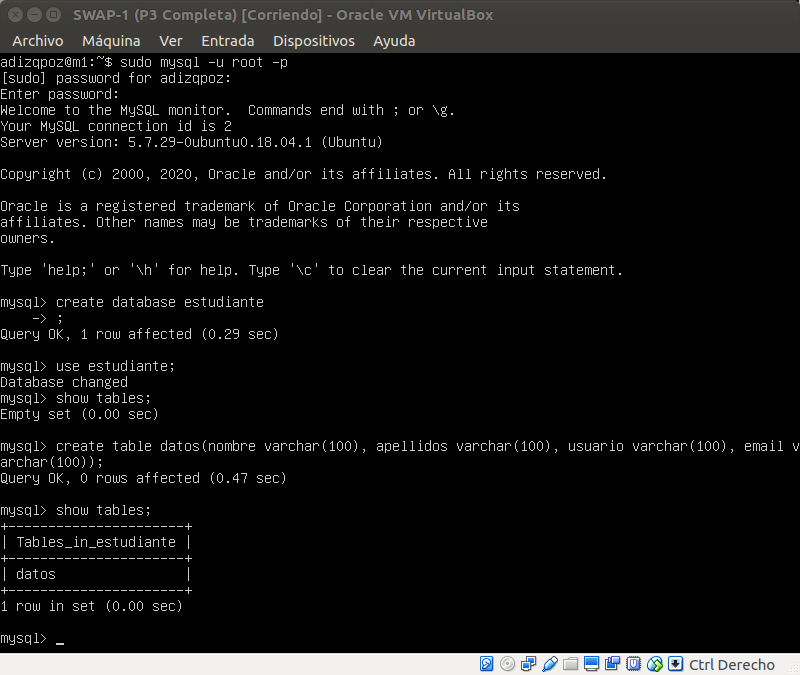 SWAP-1 (P3 Completa) [Corriendo] - Oracle VM VirtualBox
Archivo Máquina Ver Entrada Dispositivos Ayuda
adizqpoz@m1:~$ sudo mysql -u root -p
[sudo] password for adizqpoz:
Enter password:
Welcome to the MySQL monitor.  Commands end with ; or \g.
Your MySQL connection id is 2
Server version: 5.7.29-0ubuntu0.18.04.1 (Ubuntu)
Copyright (c) 2000, 2020, Oracle and/or its affiliates. All rights reserved.
Oracle is a registered trademark of Oracle Corporation and/or its
affiliates. Other names may be trademarks of their respective
owners.
Type 'help;' or '\h' for help. Type '\c' to clear the current input statement.
mysql> create database estudiante
    -> ;
Query OK, 1 row affected (0.29 sec)
mysql> use estudiante;
Database changed
mysql> show tables;
Empty set (0.00 sec)
mysql> create table datos(nombre varchar(100), apellidos varchar(100), usuario varchar(100), email v
archar(100));
Query OK, 0 rows affected (0.47 sec)
mysql> show tables;
+----------------------+
| Tables_in_estudiante |
+----------------------+
| datos                |
+----------------------+
1 row in set (0.00 sec)
mysql> _
Ctrl Derecho